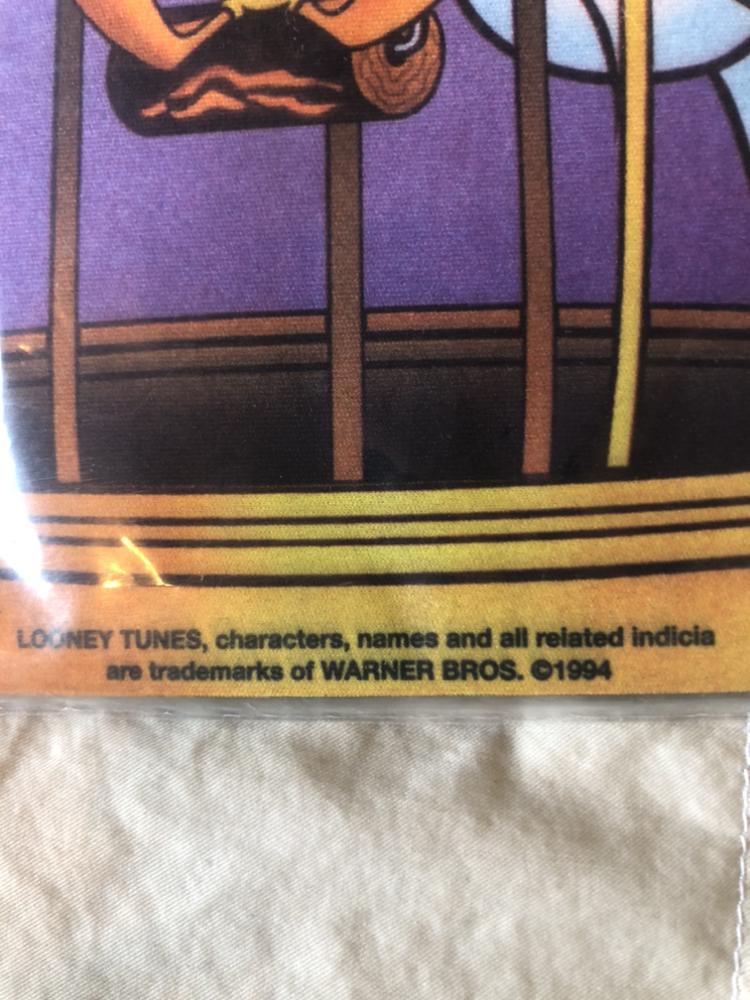 LOONEY TUNES, characters, names and all related indicia
are trademarks of WARNER BROS. ©1994